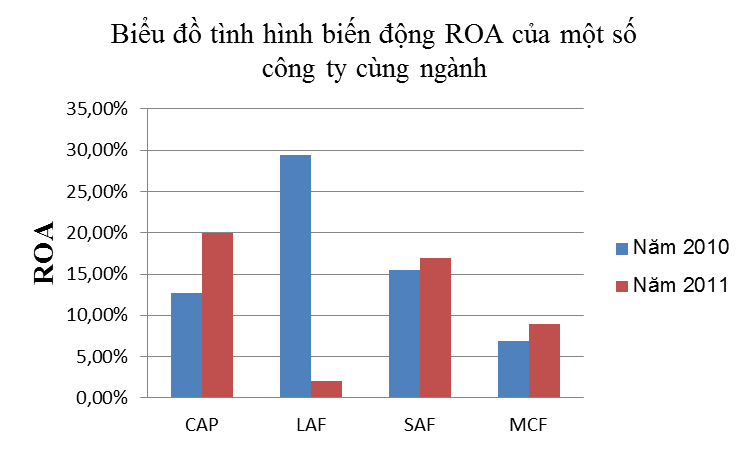 Biểu đồ tình hình biến động ROA của một số
công ty cùng ngành
35,00%
30,00%
25,00%
20,00%
15,00%
10,00%
5,00%
0,00%
ROA
CAP
LAF
SAF
MCF
Năm 2010
Năm 2011